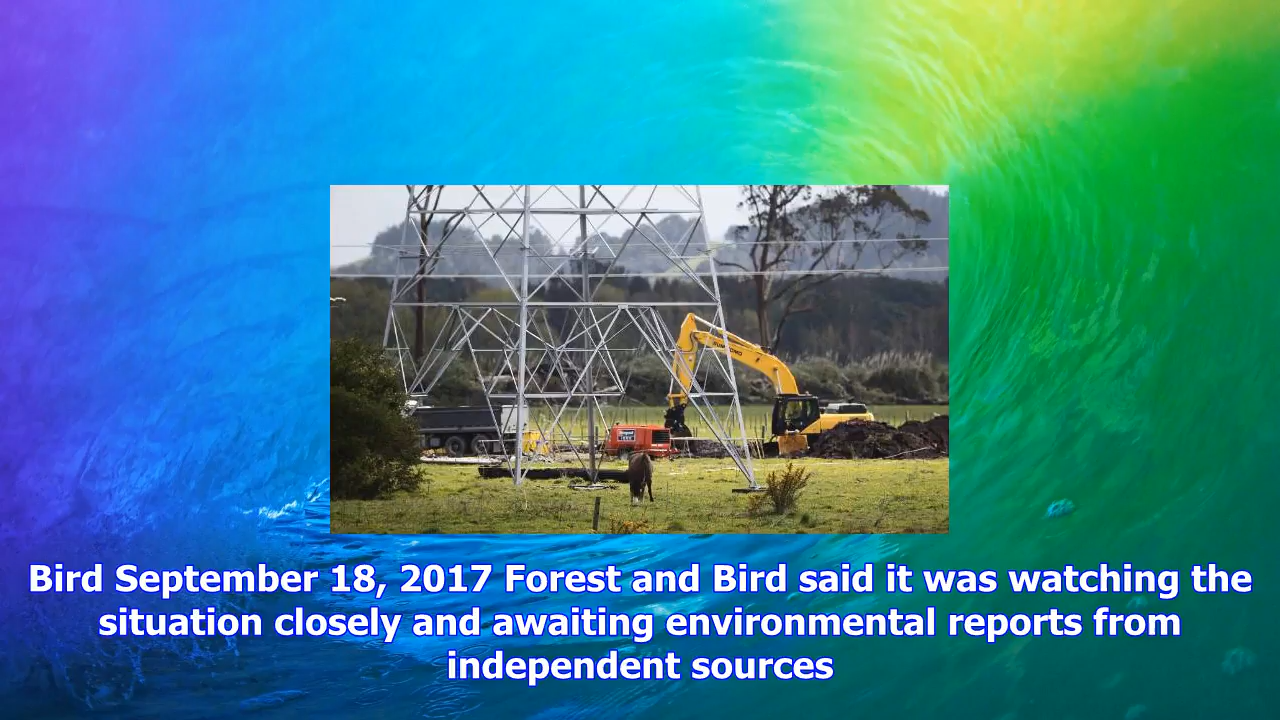 Bird September 18, 2017 Forest and Bird said it was watching the
situation closely and awaiting environmental reports from
independent sources